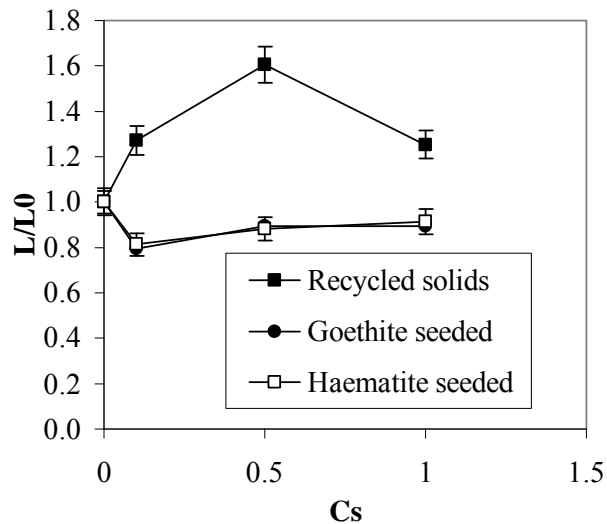 1.8
1.6
1.4
1.2
1.0
0.8
0.6
0.4
0.2
0.0
L/L0
Recycled solids
Goethite seeded
Haematite seeded
0 0.5 1 1.5
Cs